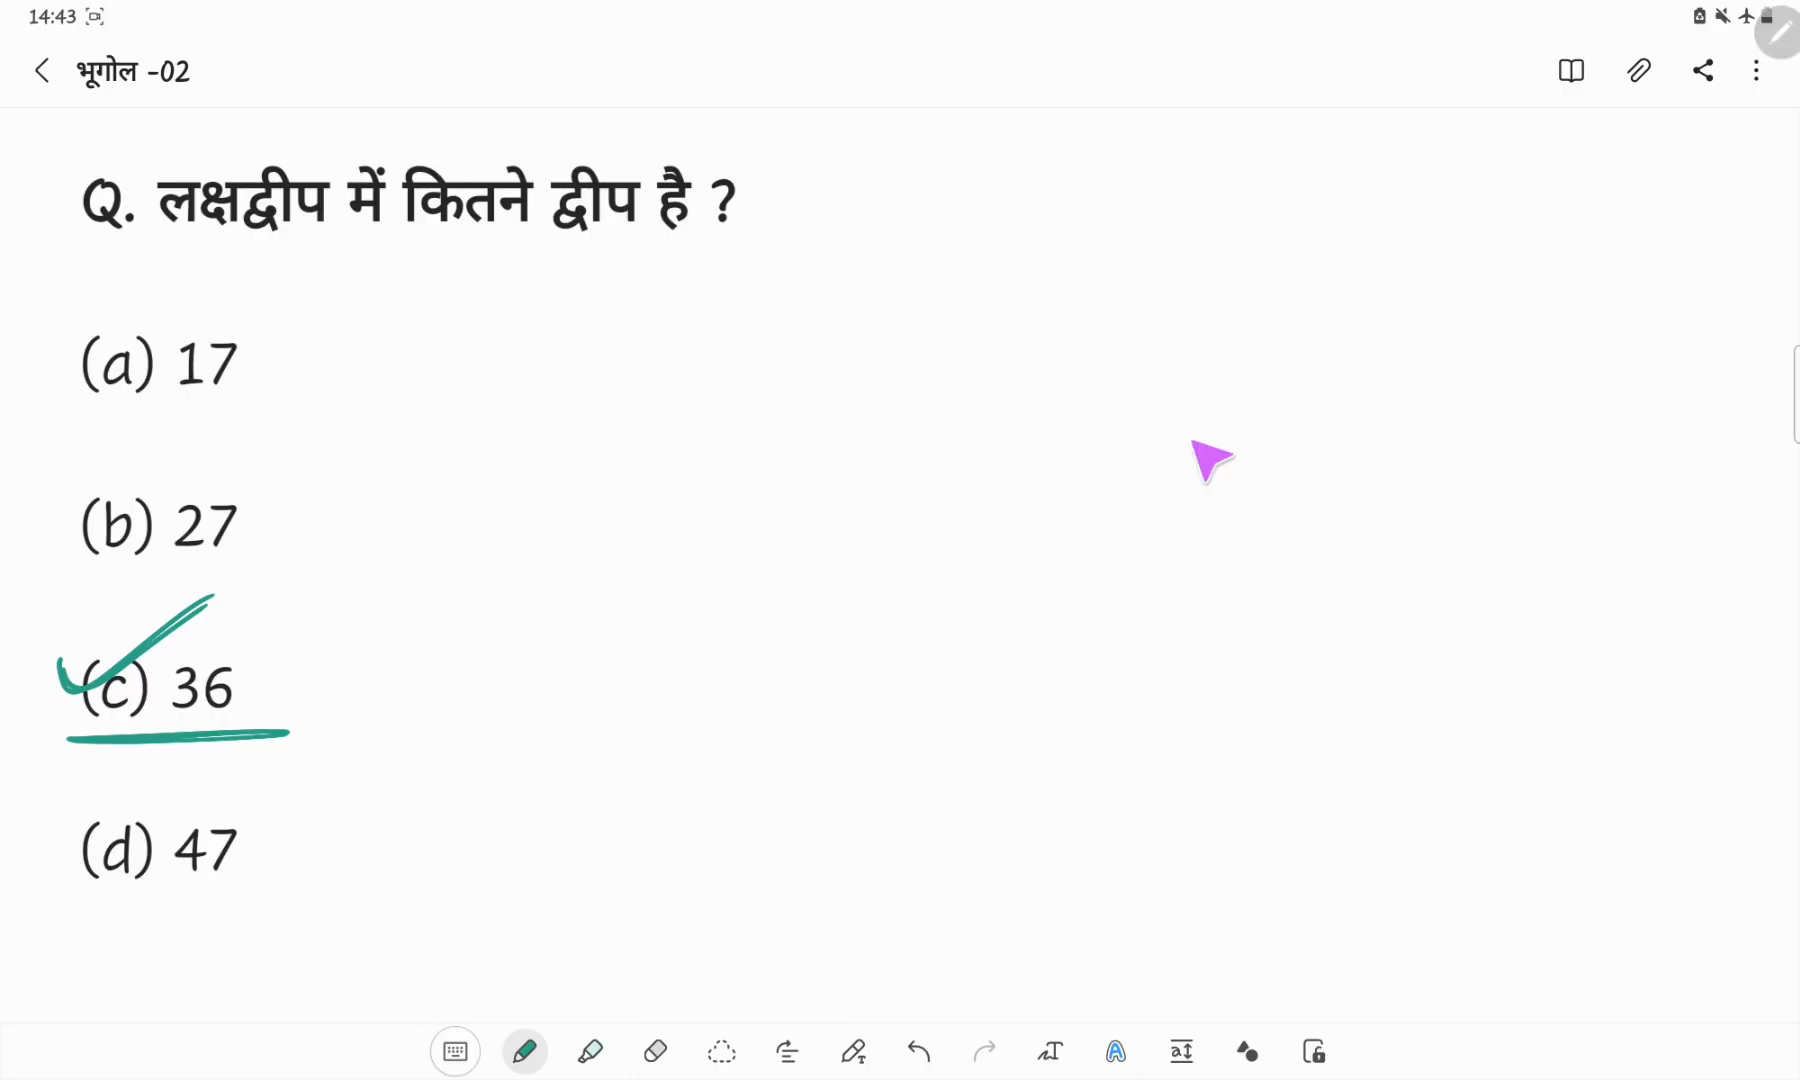 14:43
भूगोल -02
Q. लक्षद्वीप में कितने द्वीप है ?
(a) 17
(b) 27
(c) 36
(d) 47